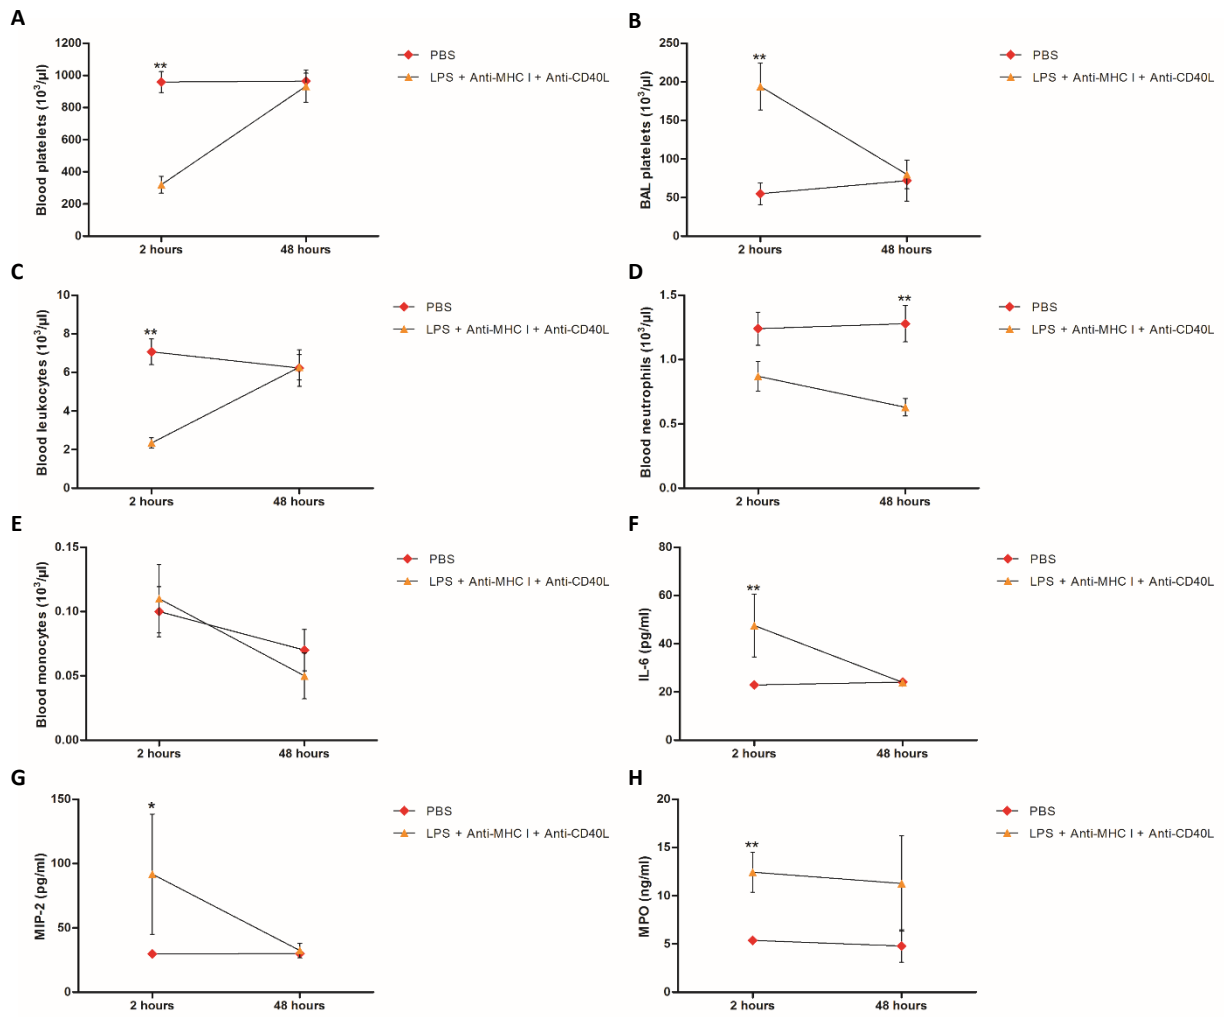 A
Blood platelets (10³/µl)
1200
1000
800
600
400
200
0
**
2 hours
48 hours
PBS
LPS + Anti-MHC I + Anti-CD40L
B
BAL platelets (10³/µl)
250
200
150
100
50
0
**
2 hours
48 hours
PBS
LPS + Anti-MHC I + Anti-CD40L
C
Blood leukocytes (10³/µl)
10
8
6
4
2
0
**
2 hours
48 hours
PBS
LPS + Anti-MHC I + Anti-CD40L
D
Blood neutrophils (10³/µl)
1.5
1.0
0.5
0.0
**
2 hours
48 hours
PBS
LPS + Anti-MHC I + Anti-CD40L
E
Blood monocytes (10³/µl)
0.15
0.10
0.05
0.00
2 hours
48 hours
PBS
LPS + Anti-MHC I + Anti-CD40L
F
IL-6 (pg/ml)
80
60
40
20
0
**
2 hours
48 hours
PBS
LPS + Anti-MHC I + Anti-CD40L
G
MIP-2 (pg/ml)
150
100
50
0
*
2 hours
48 hours
PBS
LPS + Anti-MHC I + Anti-CD40L
H
MPO (ng/ml)
20
15
10
5
0
**
2 hours
48 hours
PBS
LPS + Anti-MHC I + Anti-CD40L